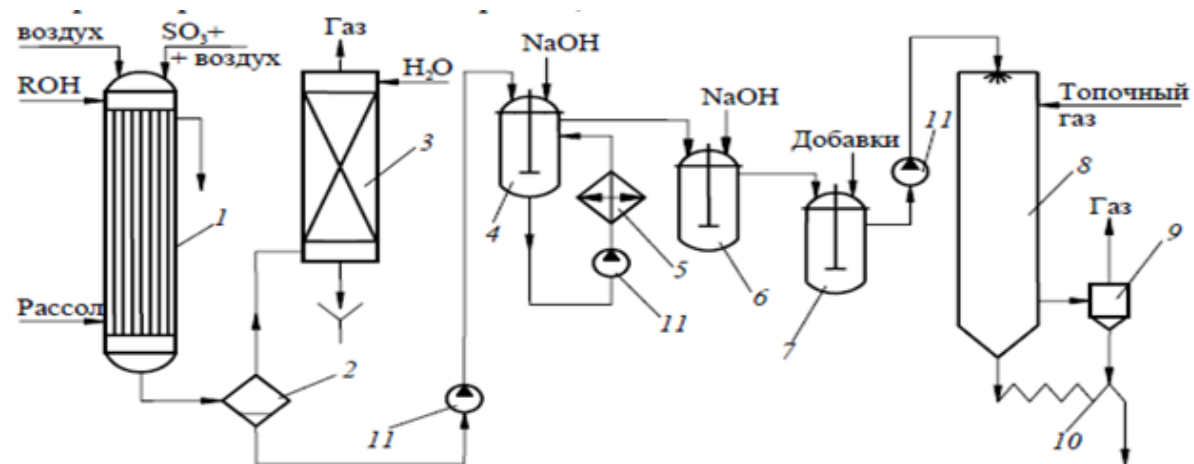 воздух
SO₃+
+ воздух
ROH
Рассол
1
2
Газ
H₂O
3
11
NaOH
4
5
11
NaOH
6
Добавки
7
11
Топочный
газ
8
Газ
9
10